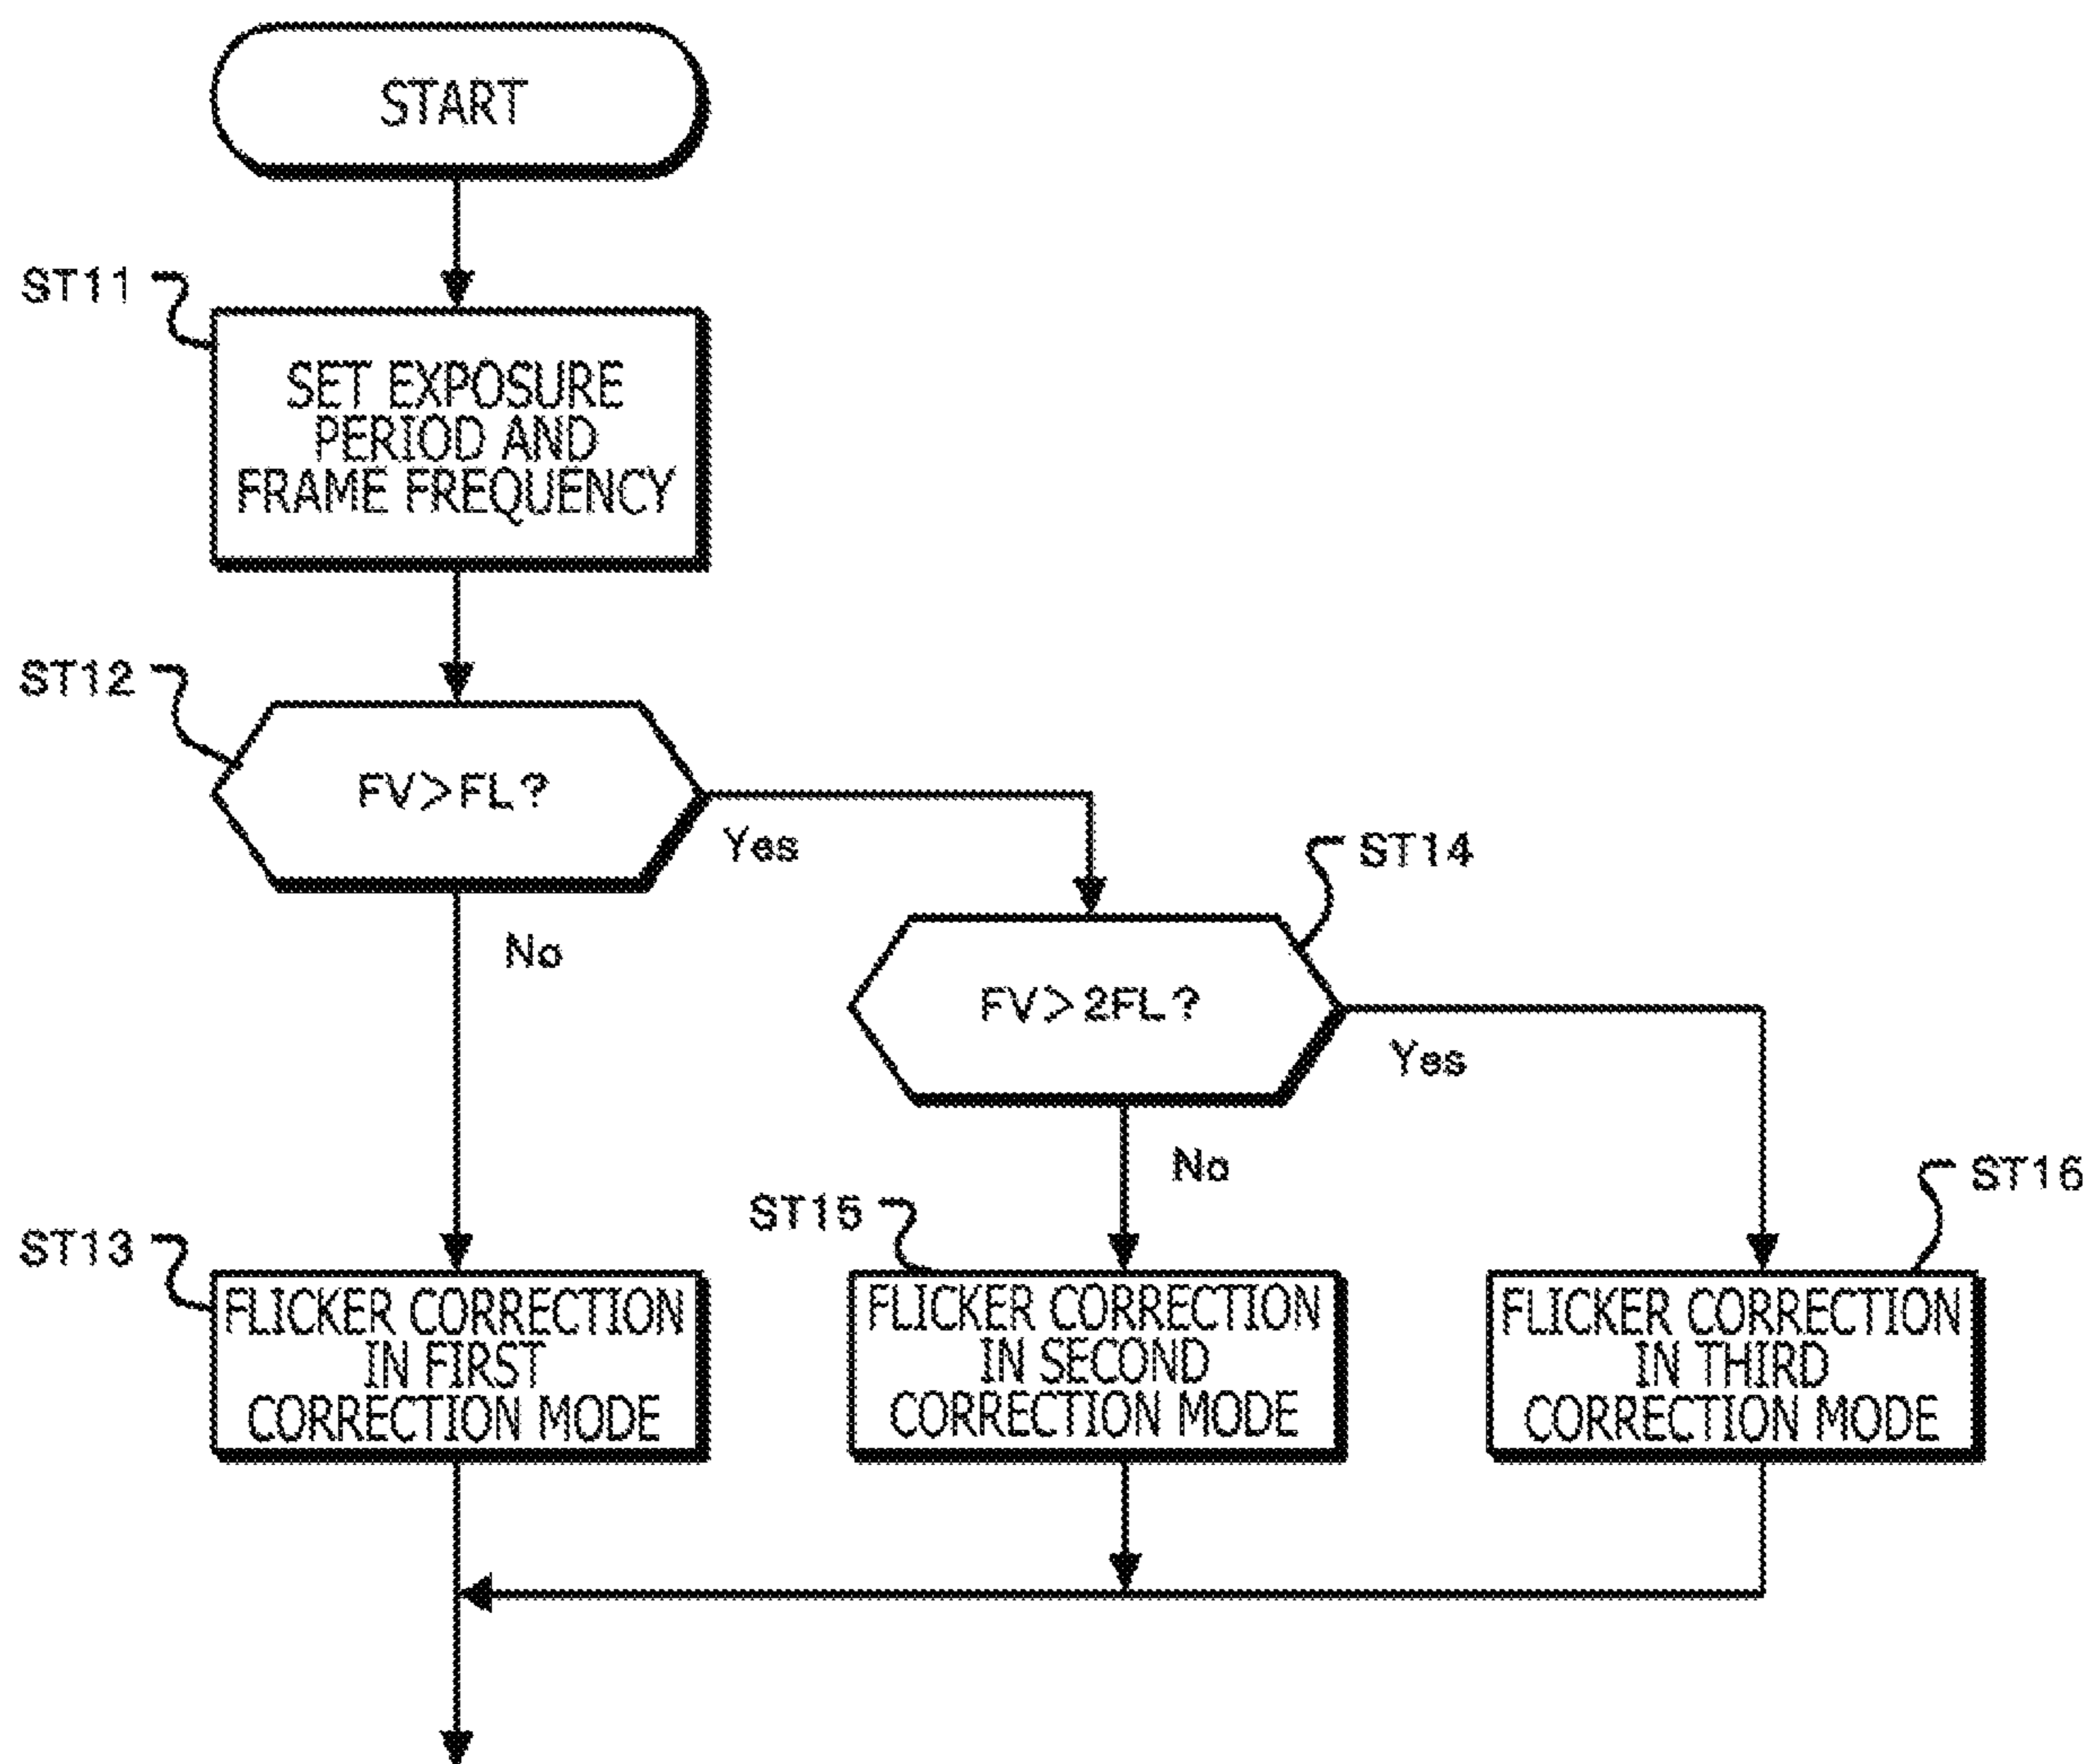 START
ST11
SET EXPOSURE
PERIOD AND
FRAME FREQUENCY
ST12
FV>FL?
Yes
No
ST14
FV>2FL?
Yes
No
ST13
FLICKER CORRECTION
IN FIRST
CORRECTION MODE
ST15
FLICKER CORRECTION
IN SECOND
CORRECTION MODE
ST16
FLICKER CORRECTION
IN THIRD
CORRECTION MODE